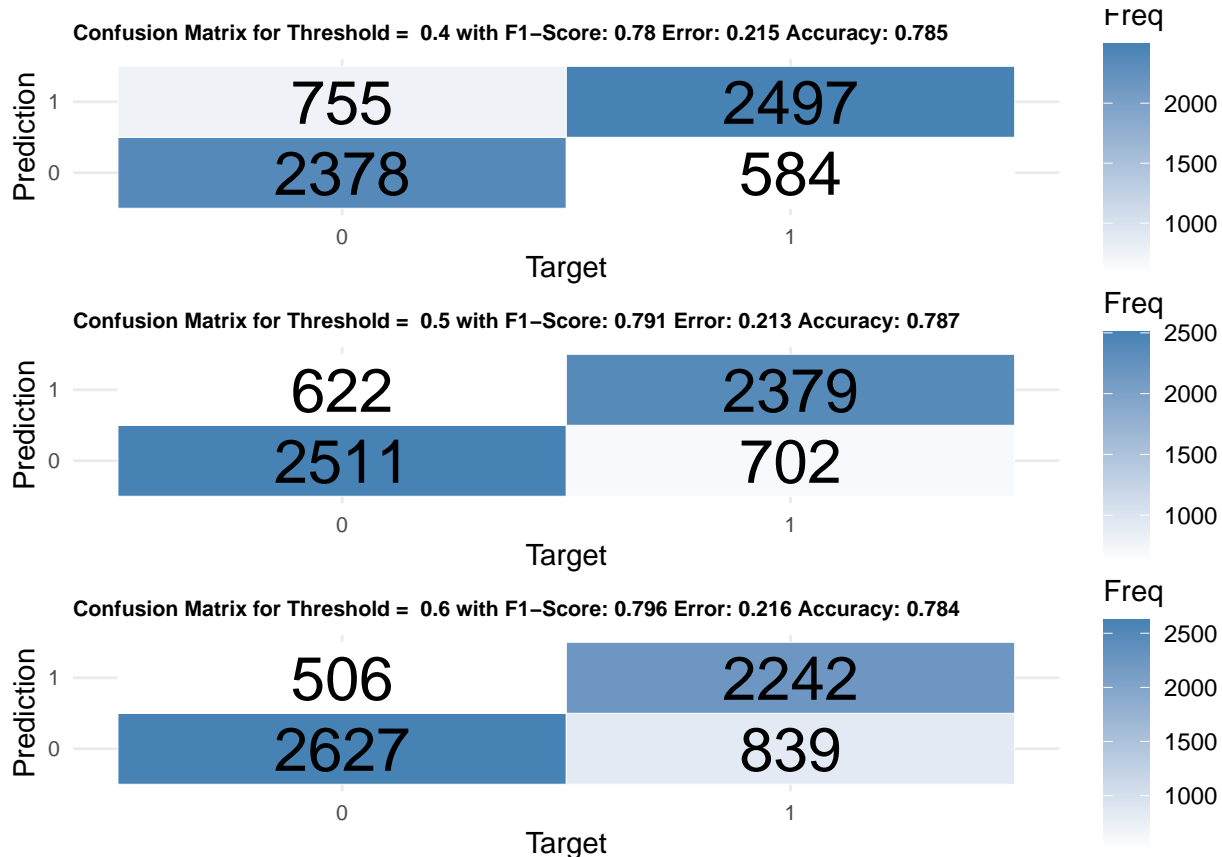 Confusion Matrix for Threshold =  0.4 with F1−Score: 0.78 Error: 0.215 Accuracy: 0.785
Freq
Prediction
1
0
755
2497
2378
584
0
1
Target
2000
1500
1000
Confusion Matrix for Threshold =  0.5 with F1−Score: 0.791 Error: 0.213 Accuracy: 0.787
Freq
Prediction
1
0
622
2379
2511
702
0
1
Target
2500
2000
1500
1000
Confusion Matrix for Threshold =  0.6 with F1−Score: 0.796 Error: 0.216 Accuracy: 0.784
Freq
Prediction
1
0
506
2242
2627
839
0
1
Target
2500
2000
1500
1000